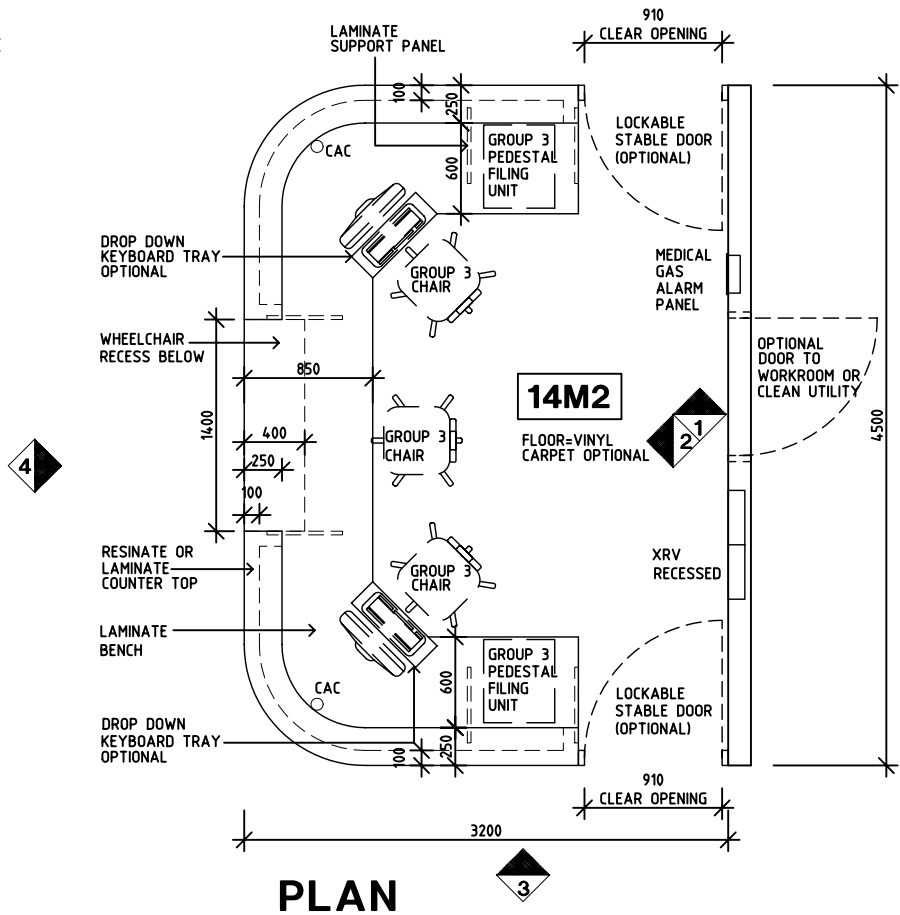 910
CLEAR OPENING
LAMINATE
SUPPORT PANEL
100
250
LOCKABLE
STABLE DOOR
(OPTIONAL)
CAC
GROUP 3
PEDESTAL
FILING
UNIT
600
DROP DOWN
KEYBOARD TRAY
OPTIONAL
GROUP 3
CHAIR
MEDICAL
GAS
ALARM
PANEL
WHEELCHAIR
RECESS BELOW
OPTIONAL
DOOR TO
WORKROOM OR
CLEAN UTILITY
850
14M2
1400
400
GROUP 3
CHAIR
FLOOR=VINYL
CARPET OPTIONAL
1
2
4500
4
250
100
RESINATE OR
LAMINATE
COUNTER TOP
GROUP 3
CHAIR
XRV
RECESSED
LAMINATE
BENCH
GROUP 3
PEDESTAL
FILING
UNIT
600
CAC
LOCKABLE
STABLE DOOR
(OPTIONAL)
DROP DOWN
KEYBOARD TRAY
OPTIONAL
100
250
910
CLEAR OPENING
3200
3
PLAN